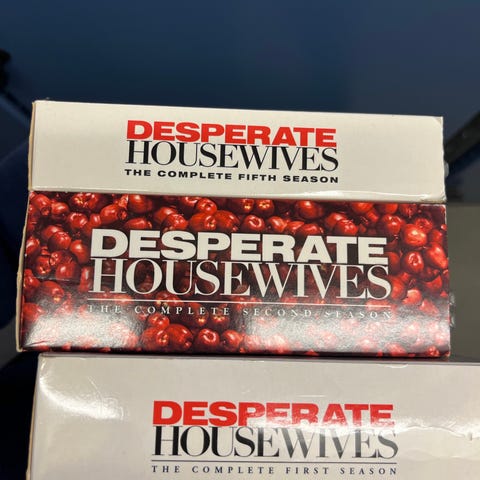 DESPERATE
HOUSEWIVES
THE COMPLETE FIFTH SEASON
DESPERATE
HOUSEWIVES
THE COMPLETE SECOND SEASON
DESPERATE
HOUSEWIVES
THE COMPLETE FIRST SEASON